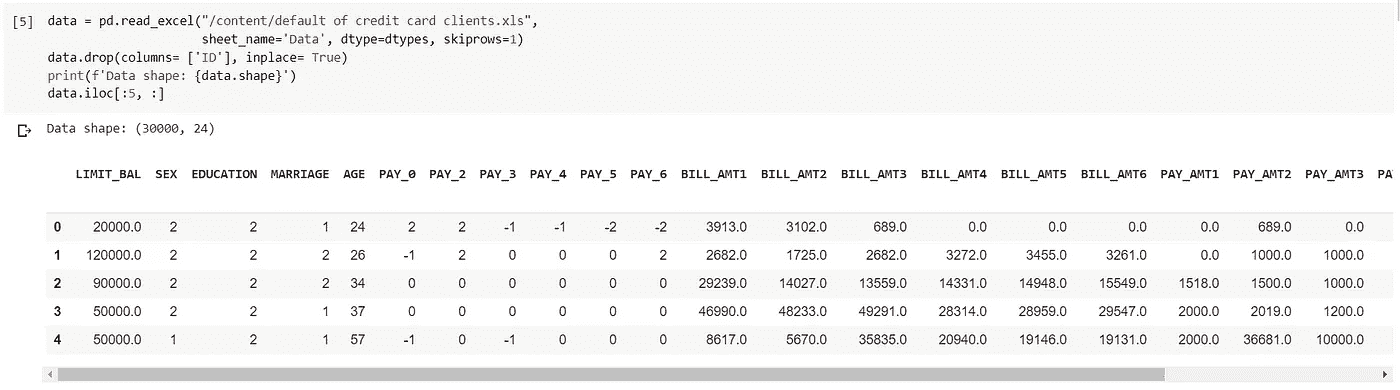 [5] data = pd.read_excel("/content/default of credit card clients.xls",
sheet_name='Data', dtype=dtypes, skiprows=1)
data.drop(columns= ['ID'], inplace= True)
print(f'Data shape: {data.shape}')
data.iloc[:5, :]
Data shape: (30000, 24)
LIMIT_BAL SEX EDUCATION MARRIAGE AGE PAY_0 PAY_2 PAY_3 PAY_4 PAY_5 PAY_6 BILL_AMT1 BILL_AMT2 BILL_AMT3 BILL_AMT4 BILL_AMT5 BILL_AMT6 PAY_AMT1 PAY_AMT2 PAY_AMT3 PA
0 20000.0 2 2 1 24 2 2 -1 -1 -2 -2 3913.0 3102.0 689.0 0.0 0.0 0.0 0.0 689.0 0.0
1 120000.0 2 2 2 26 -1 2 0 0 0 2 2682.0 1725.0 2682.0 3272.0 3455.0 3261.0 0.0 1000.0 1000.0
2 90000.0 2 2 2 34 0 0 0 0 0 0 29239.0 14027.0 13559.0 14331.0 14948.0 15549.0 1518.0 1500.0 1000.0
3 50000.0 2 2 1 37 0 0 0 0 0 0 46990.0 48233.0 49291.0 28314.0 28959.0 29547.0 2000.0 2019.0 1200.0
4 50000.0 1 2 1 57 -1 0 -1 0 0 0 8617.0 5670.0 35835.0 20940.0 19146.0 19131.0 2000.0 36681.0 10000.0